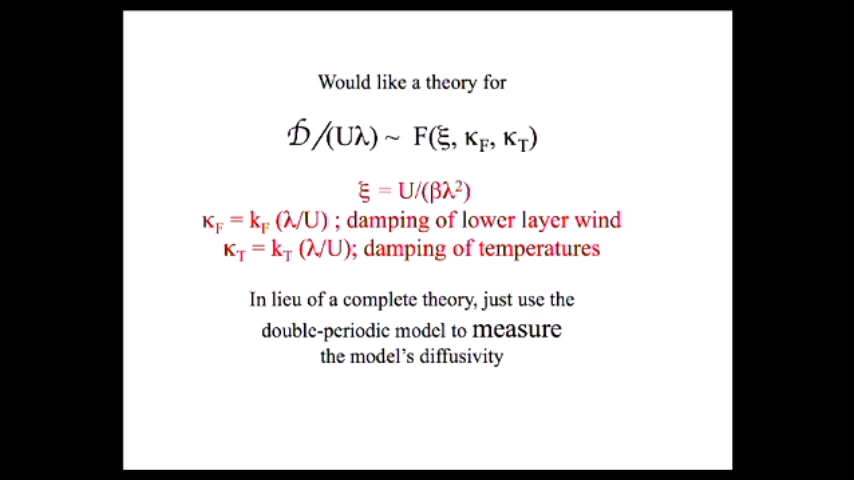 Would like a theory for
D/(Uλ) ~ F(ξ, κF, κT)
ξ = U/(βλ²)
κF = kF (λ/U) ; damping of lower layer wind
κT = kT (λ/U); damping of temperatures
In lieu of a complete theory, just use the
double-periodic model to measure
the model's diffusivity